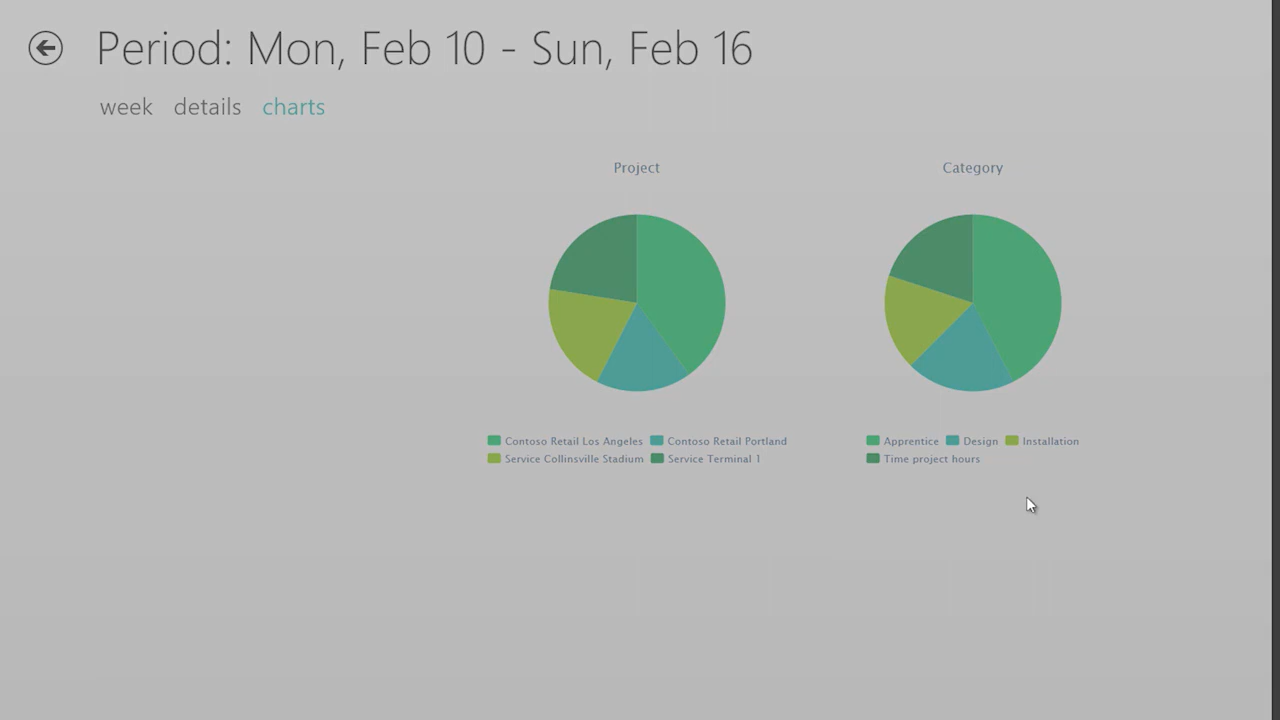 Period: Mon, Feb 10 - Sun, Feb 16
week details charts
Project
Category
Contoso Retail Los Angeles Contoso Retail Portland
Service Collinsville Stadium Service Terminal 1
Apprentice Design Installation
Time project hours